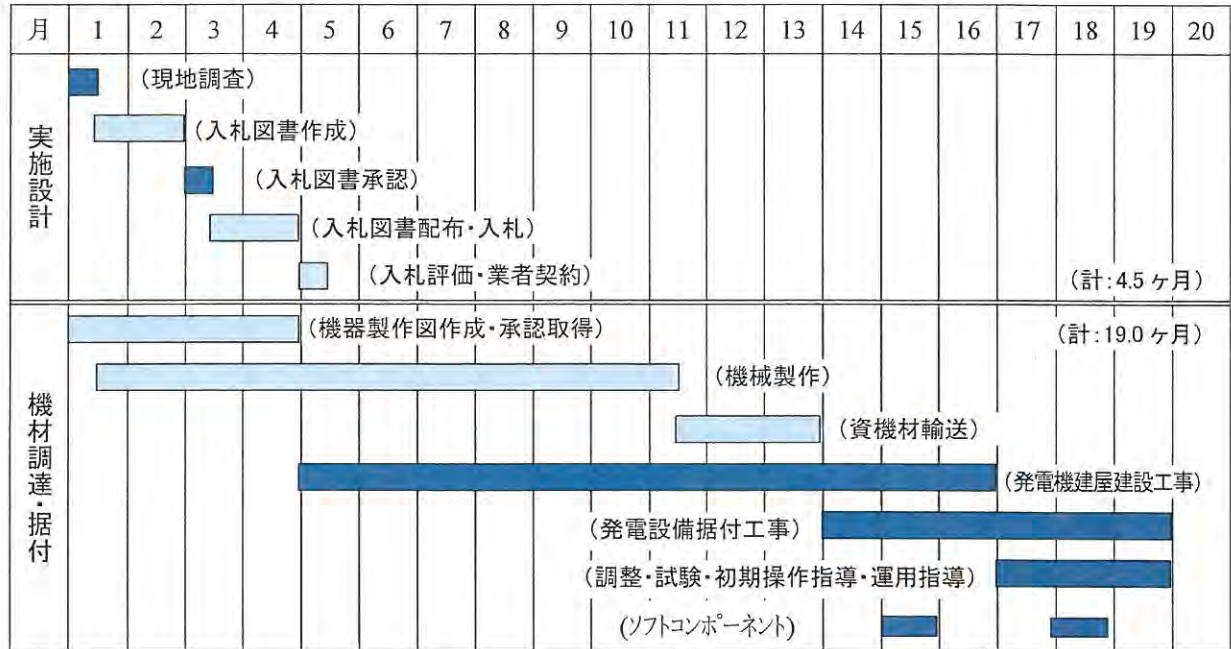 月 1 2 3 4 5 6 7 8 9 10 11 12 13 14 15 16 17 18 19 20
実施設計
(現地調査)
(入札図書作成)
(入札図書承認)
(入札図書配布・入札)
(入札評価・業者契約)
(計:4.5ヶ月)
機材調達・据付
(機器製作図作成・承認取得)
(計:19.0ヶ月)
(機械製作)
(資機材輸送)
(発電機建屋建設工事)
(発電設備据付工事)
(調整・試験・初期操作指導・運用指導)
(ソフトコンポーネント)